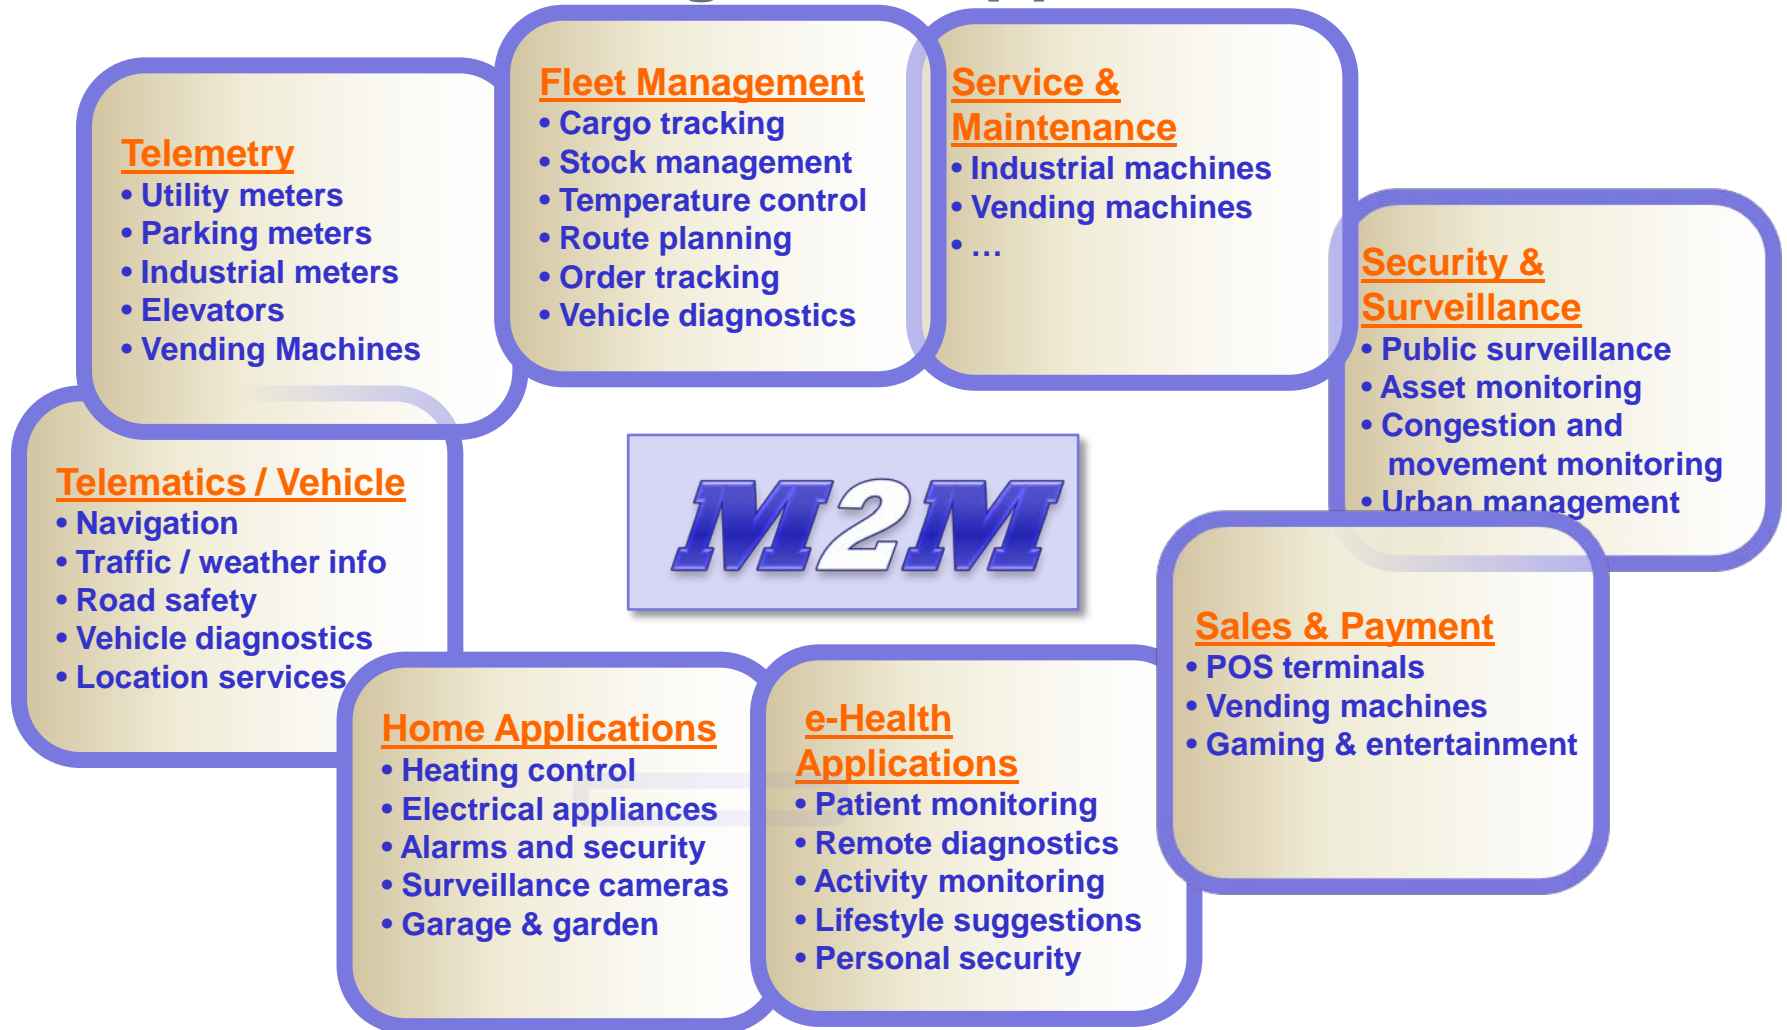 Telemetry
• Utility meters
• Parking meters
• Industrial meters
• Elevators
• Vending Machines
Fleet Management
• Cargo tracking
• Stock management
• Temperature control
• Route planning
• Order tracking
• Vehicle diagnostics
Service &
Maintenance
• Industrial machines
• Vending machines
• ...
Security &
Surveillance
• Public surveillance
• Asset monitoring
• Congestion and
movement monitoring
• Urban management
Telematics / Vehicle
• Navigation
• Traffic / weather info
• Road safety
• Vehicle diagnostics
• Location services
M2M
Sales & Payment
• POS terminals
• Vending machines
• Gaming & entertainment
Home Applications
• Heating control
• Electrical appliances
• Alarms and security
• Surveillance cameras
• Garage & garden
e-Health
Applications
• Patient monitoring
• Remote diagnostics
• Activity monitoring
• Lifestyle suggestions
• Personal security